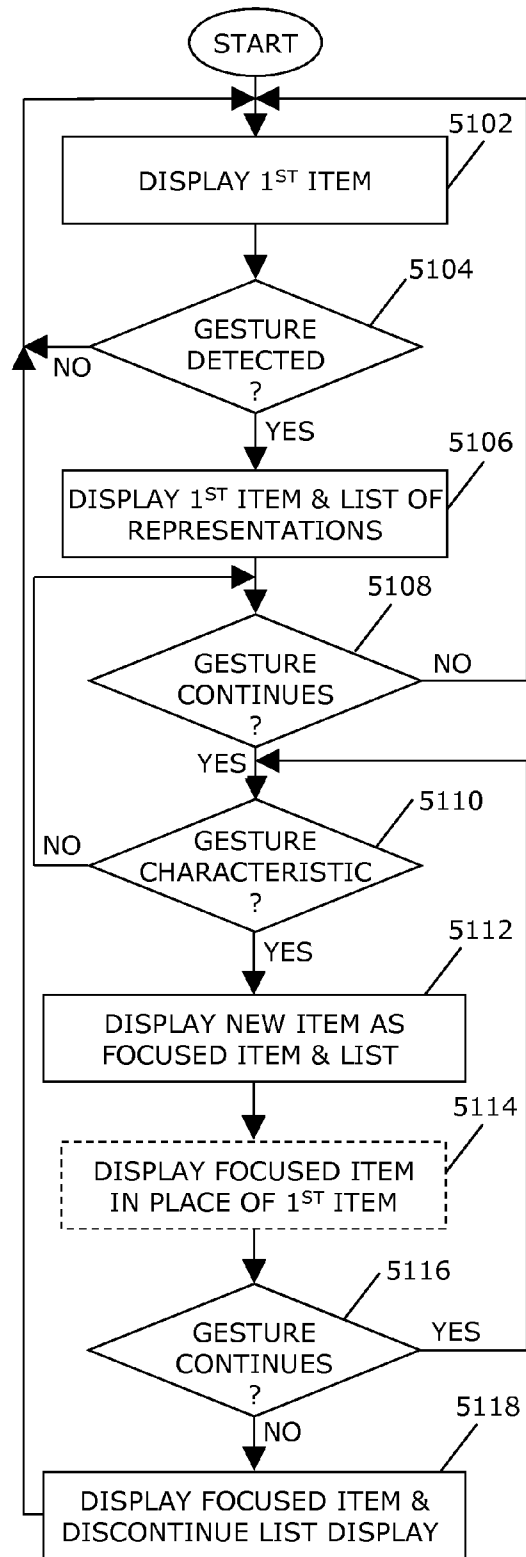 START
5102
DISPLAY 1ST ITEM
5104
GESTURE
DETECTED
?
NO
YES
5106
DISPLAY 1ST ITEM & LIST OF
REPRESENTATIONS
5108
GESTURE
CONTINUES
?
NO
YES
5110
GESTURE
CHARACTERISTIC
?
NO
YES
5112
DISPLAY NEW ITEM AS
FOCUSED ITEM & LIST
5114
DISPLAY FOCUSED ITEM
IN PLACE OF 1ST ITEM
5116
GESTURE
CONTINUES
?
YES
NO
5118
DISPLAY FOCUSED ITEM &
DISCONTINUE LIST DISPLAY